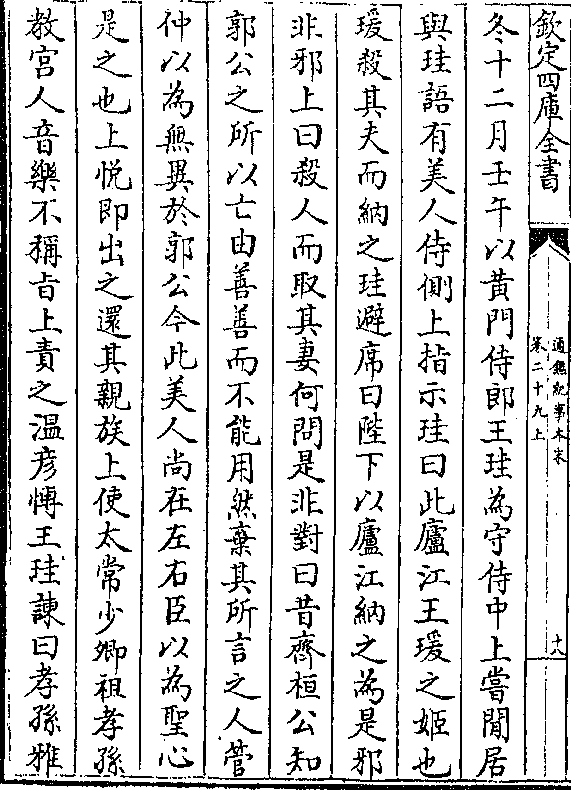 欽定四庫全書
通鑑紀事本末
卷二十九上
十八
冬十二月壬午以黃門侍郎王珪為守侍中上嘗閒居
與珪語有美人侍側上指示珪曰此廬江王瑗之姬也
瑗殺其夫而納之珪避席曰陛下以廬江納之為是邪
非邪上曰殺人而取其妻何問是非對曰昔齊桓公知
郭公之所以亡由善善而不能用然棄其所言之人管
仲以為無異於郭公今此美人尚在左右臣以為聖心
是之也上悅即出之還其親族上使太常少卿祖孝孫
教宮人音樂不稱旨上責之溫彥博王珪諫曰孝孫雅